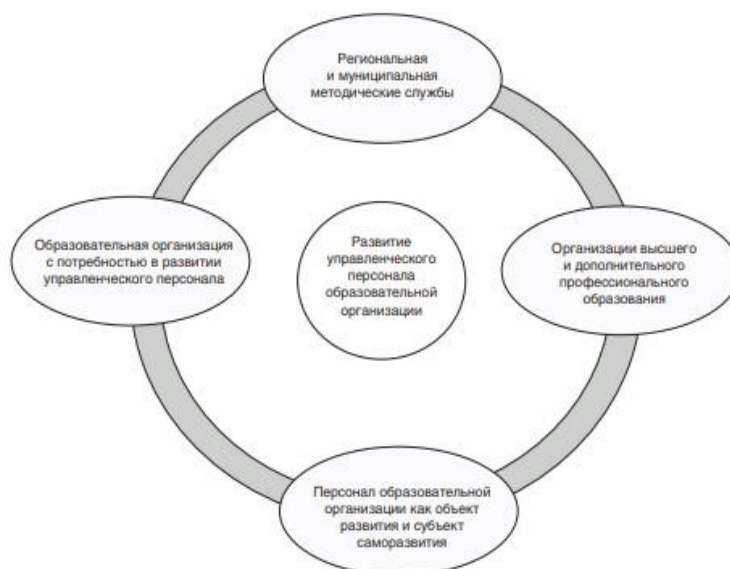 Региональная
и муниципальная
методические службы
Образовательная организация
с потребностью в развитии
управленческого персонала
Развитие
управленческого
персонала
образовательной
организации
Организации высшего
и дополнительного
профессионального
образования
Персонал образовательной
организации как объект
развития и субъект
саморазвития